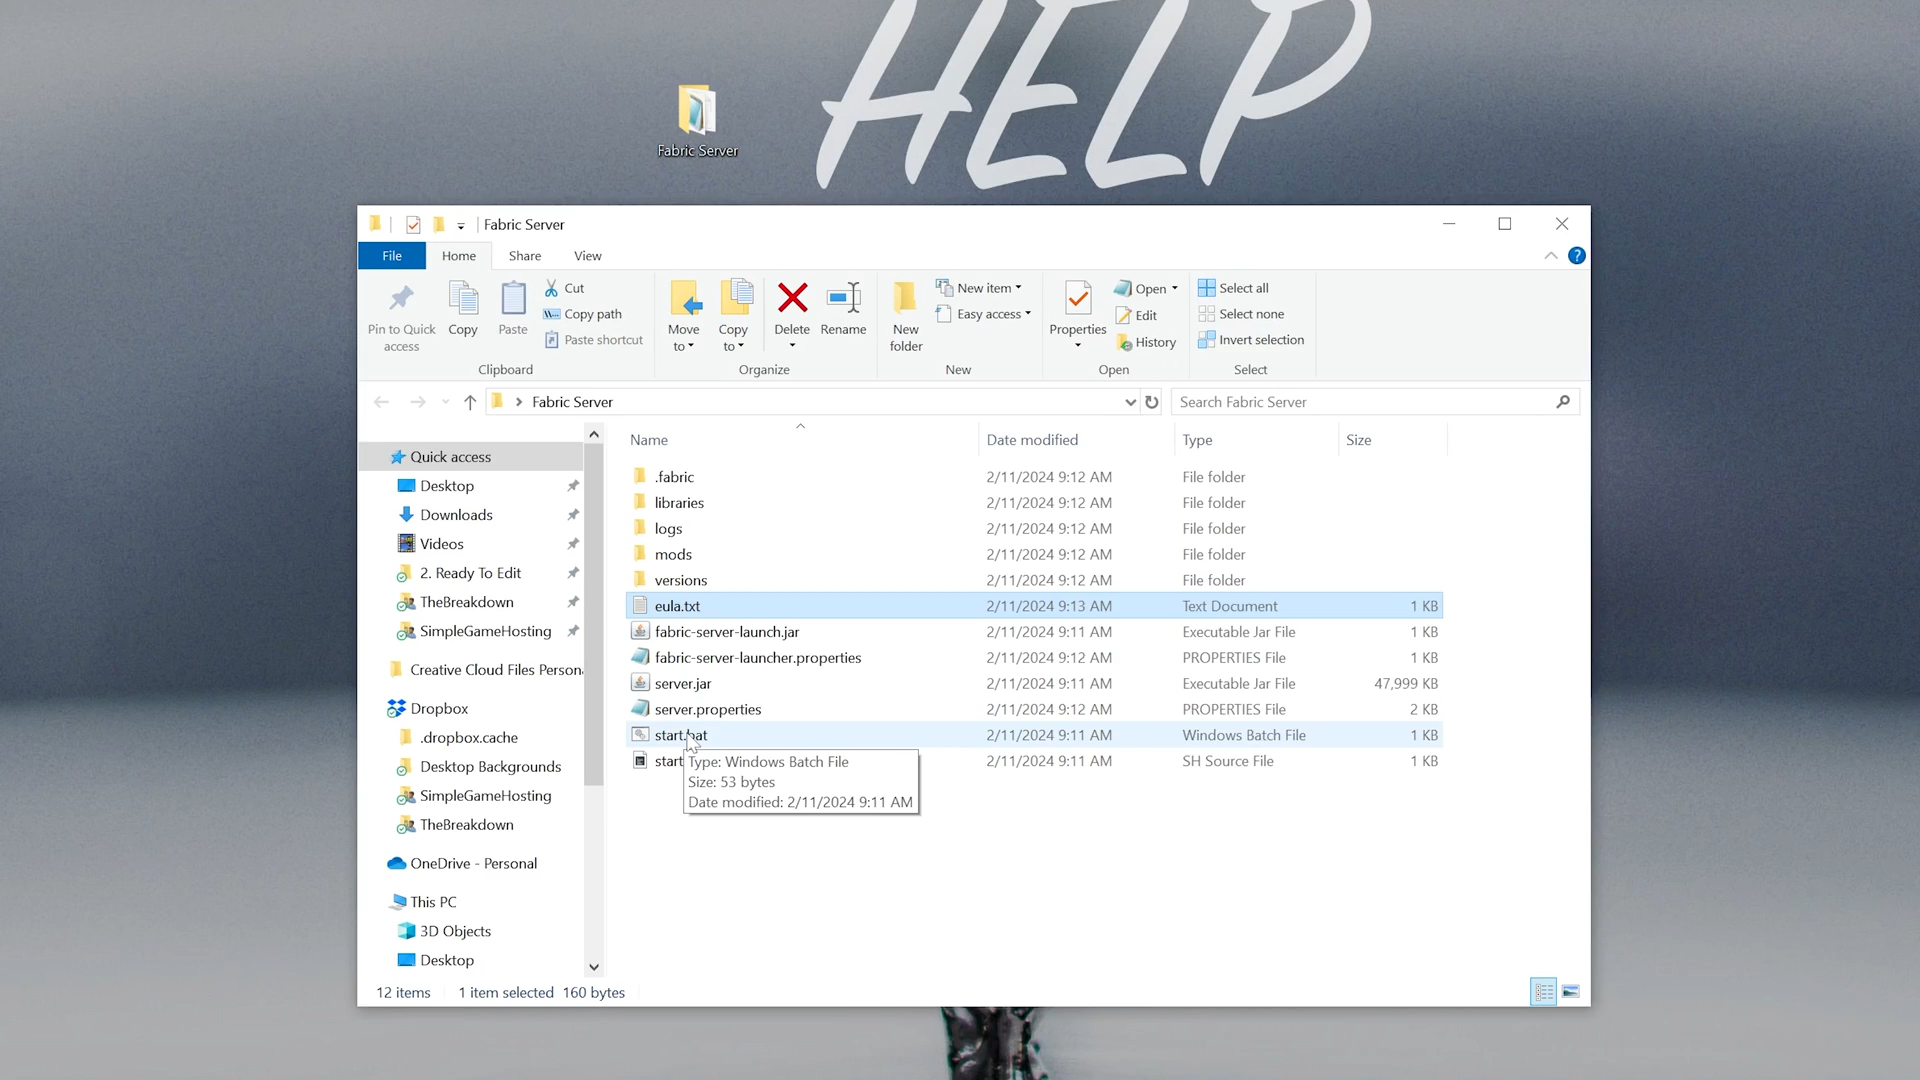 HELP
Fabric Server
Fabric Server
File Home Share View
Pin to Quick access
Copy
Paste
Cut
Copy path
Paste shortcut
Clipboard
Move to
Copy to
Delete
Rename
Organize
New folder
New item
Easy access
New
Properties
Open
Edit
History
Open
Select all
Select none
Invert selection
Select
Fabric Server
Search Fabric Server
Quick access
Desktop
Downloads
Videos
2. Ready To Edit
TheBreakdown
SimpleGameHosting
Creative Cloud Files Person
Dropbox
.dropbox.cache
Desktop Backgrounds
SimpleGameHosting
TheBreakdown
OneDrive - Personal
This PC
3D Objects
Desktop
Name Date modified Type Size
.fabric 2/11/2024 9:12 AM File folder
libraries 2/11/2024 9:12 AM File folder
logs 2/11/2024 9:12 AM File folder
mods 2/11/2024 9:12 AM File folder
versions 2/11/2024 9:12 AM File folder
eula.txt 2/11/2024 9:13 AM Text Document 1 KB
fabric-server-launch.jar 2/11/2024 9:11 AM Executable Jar File 1 KB
fabric-server-launcher.properties 2/11/2024 9:12 AM PROPERTIES File 1 KB
server.jar 2/11/2024 9:11 AM Executable Jar File 47,999 KB
server.properties 2/11/2024 9:12 AM PROPERTIES File 2 KB
start.bat 2/11/2024 9:11 AM Windows Batch File 1 KB
start 2/11/2024 9:11 AM SH Source File 1 KB
Type: Windows Batch File
Size: 53 bytes
Date modified: 2/11/2024 9:11 AM
12 items 1 item selected 160 bytes